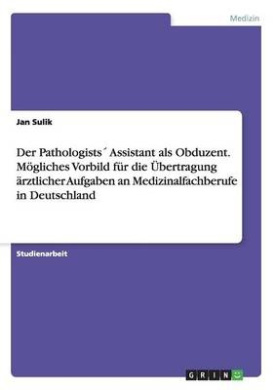 Medizin
Jan Sulik
Der Pathologists´ Assistant als Obduzent.
Mögliches Vorbild für die Übertragung
ärztlicher Aufgaben an Medizinalfachberufe
in Deutschland
Studienarbeit
G R I N